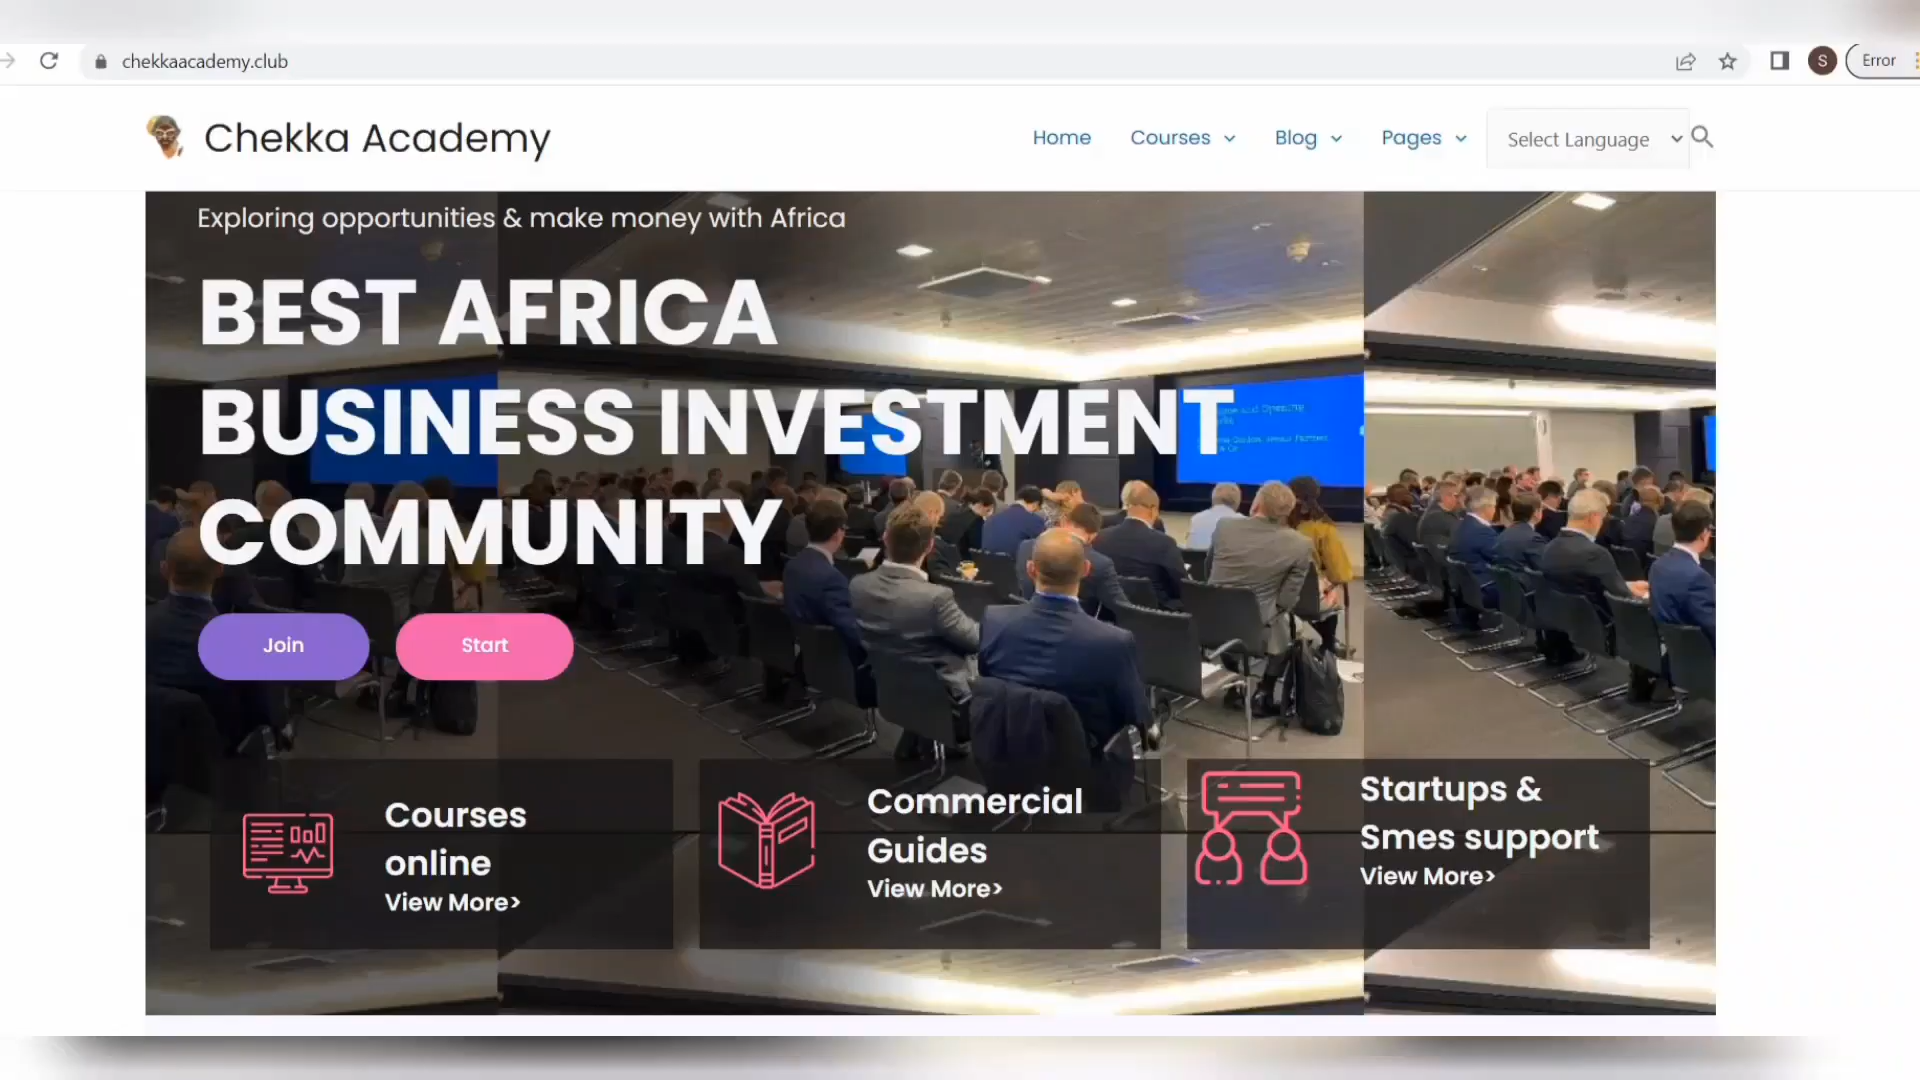 chekkaacademy.club
S
Error
Chekka Academy
Home
Courses
Blog
Pages
Select Language
Exploring opportunities & make money with Africa
BEST AFRICA
BUSINESS INVESTMENT
COMMUNITY
Join
Start
Courses
online
View More>
Commercial
Guides
View More>
Startups &
Smes support
View More>